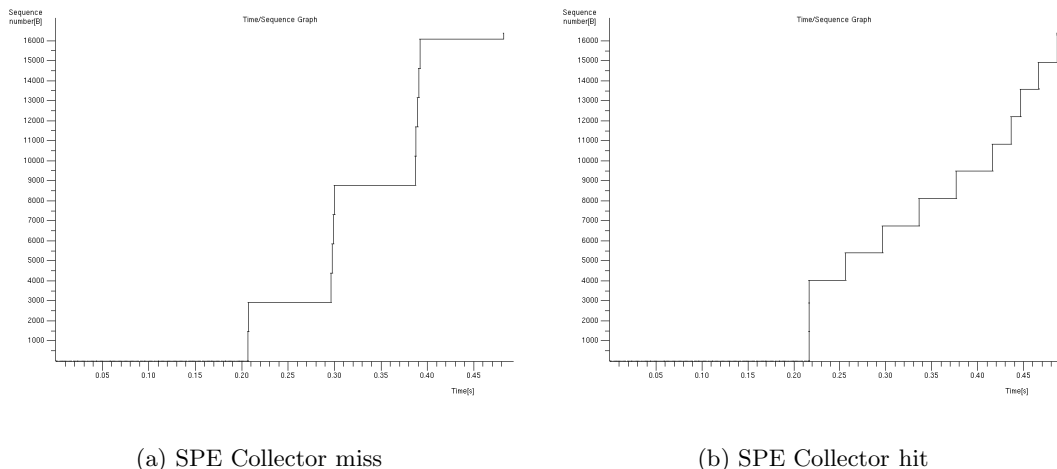 Sequence
number[B]
Time/Sequence Graph
16000
15000
14000
13000
12000
11000
10000
9000
8000
7000
6000
5000
4000
3000
2000
1000
0.05 0.10 0.15 0.20 0.25 0.30 0.35 0.40 0.45
Time[s]
(a) SPE Collector miss
Sequence
number[B]
Time/Sequence Graph
16000
15000
14000
13000
12000
11000
10000
9000
8000
7000
6000
5000
4000
3000
2000
1000
0.05 0.10 0.15 0.20 0.25 0.30 0.35 0.40 0.45
Time[s]
(b) SPE Collector hit